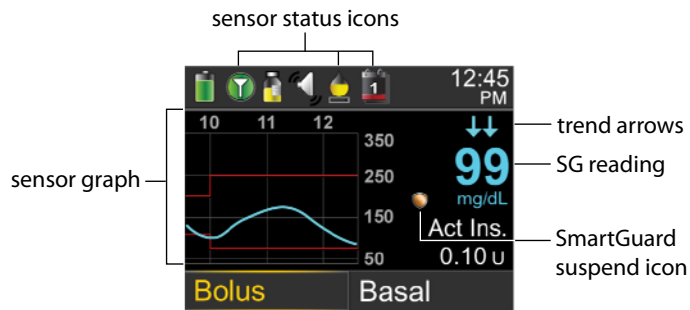 sensor status icons
1
12:45
PM
10 11 12
350
250
150
50
99
mg/dL
Act Ins.
0.10 U
Bolus
Basal
sensor graph
trend arrows
SG reading
SmartGuard
suspend icon